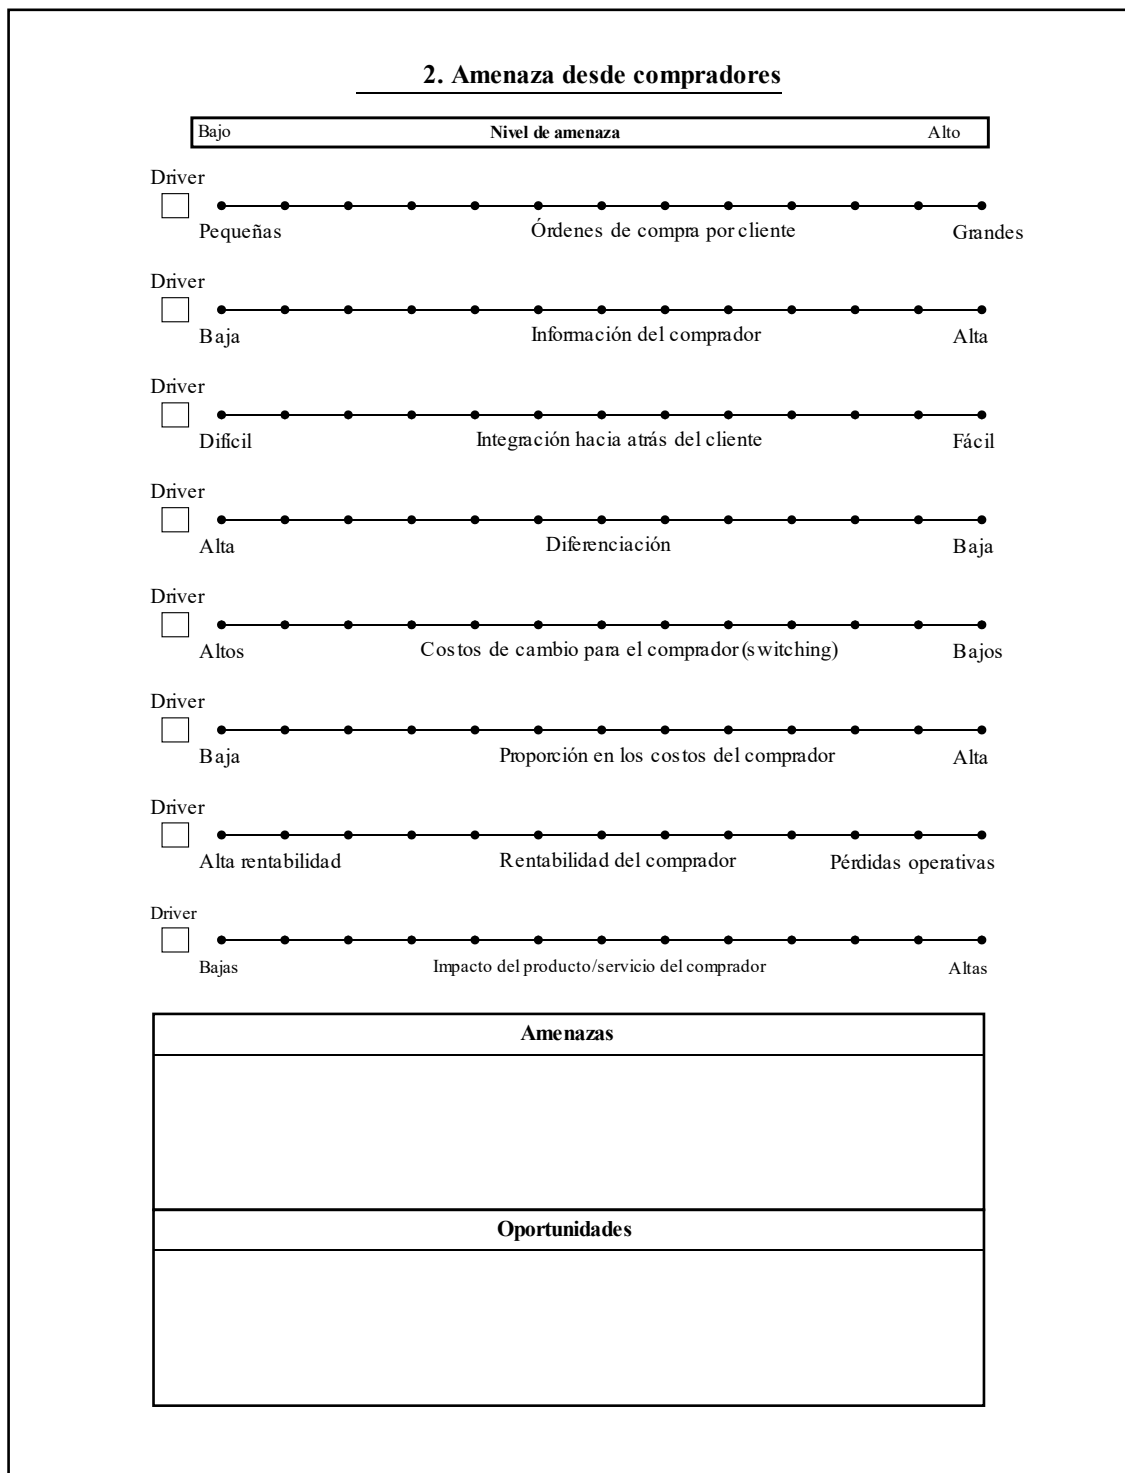 2. Amenaza desde compradores
Bajo Nivel de amenaza Alto
Driver
Pequeñas Órdenes de compra por cliente Grandes
Driver
Baja Información del comprador Alta
Driver
Difícil Integración hacia atrás del cliente Fácil
Driver
Alta Diferenciación Baja
Driver
Altos Costos de cambio para el comprador (switching) Bajos
Driver
Baja Proporción en los costos del comprador Alta
Driver
Alta rentabilidad Rentabilidad del comprador Pérdidas operativas
Driver
Bajas Impacto del producto/servicio del comprador Altas
Amenazas
Oportunidades